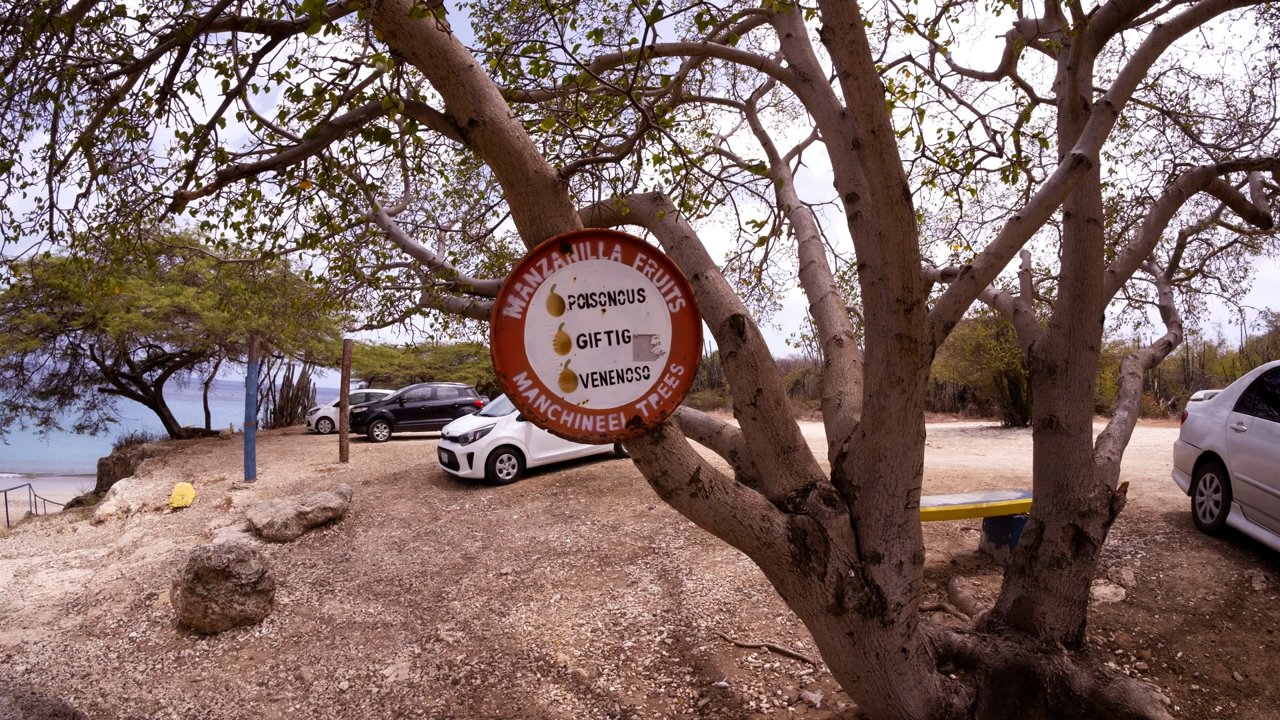 MANZANILLA FRUITS
POISONOUS
GIFTIG
VENENOSO
MANCHINEEL TREES